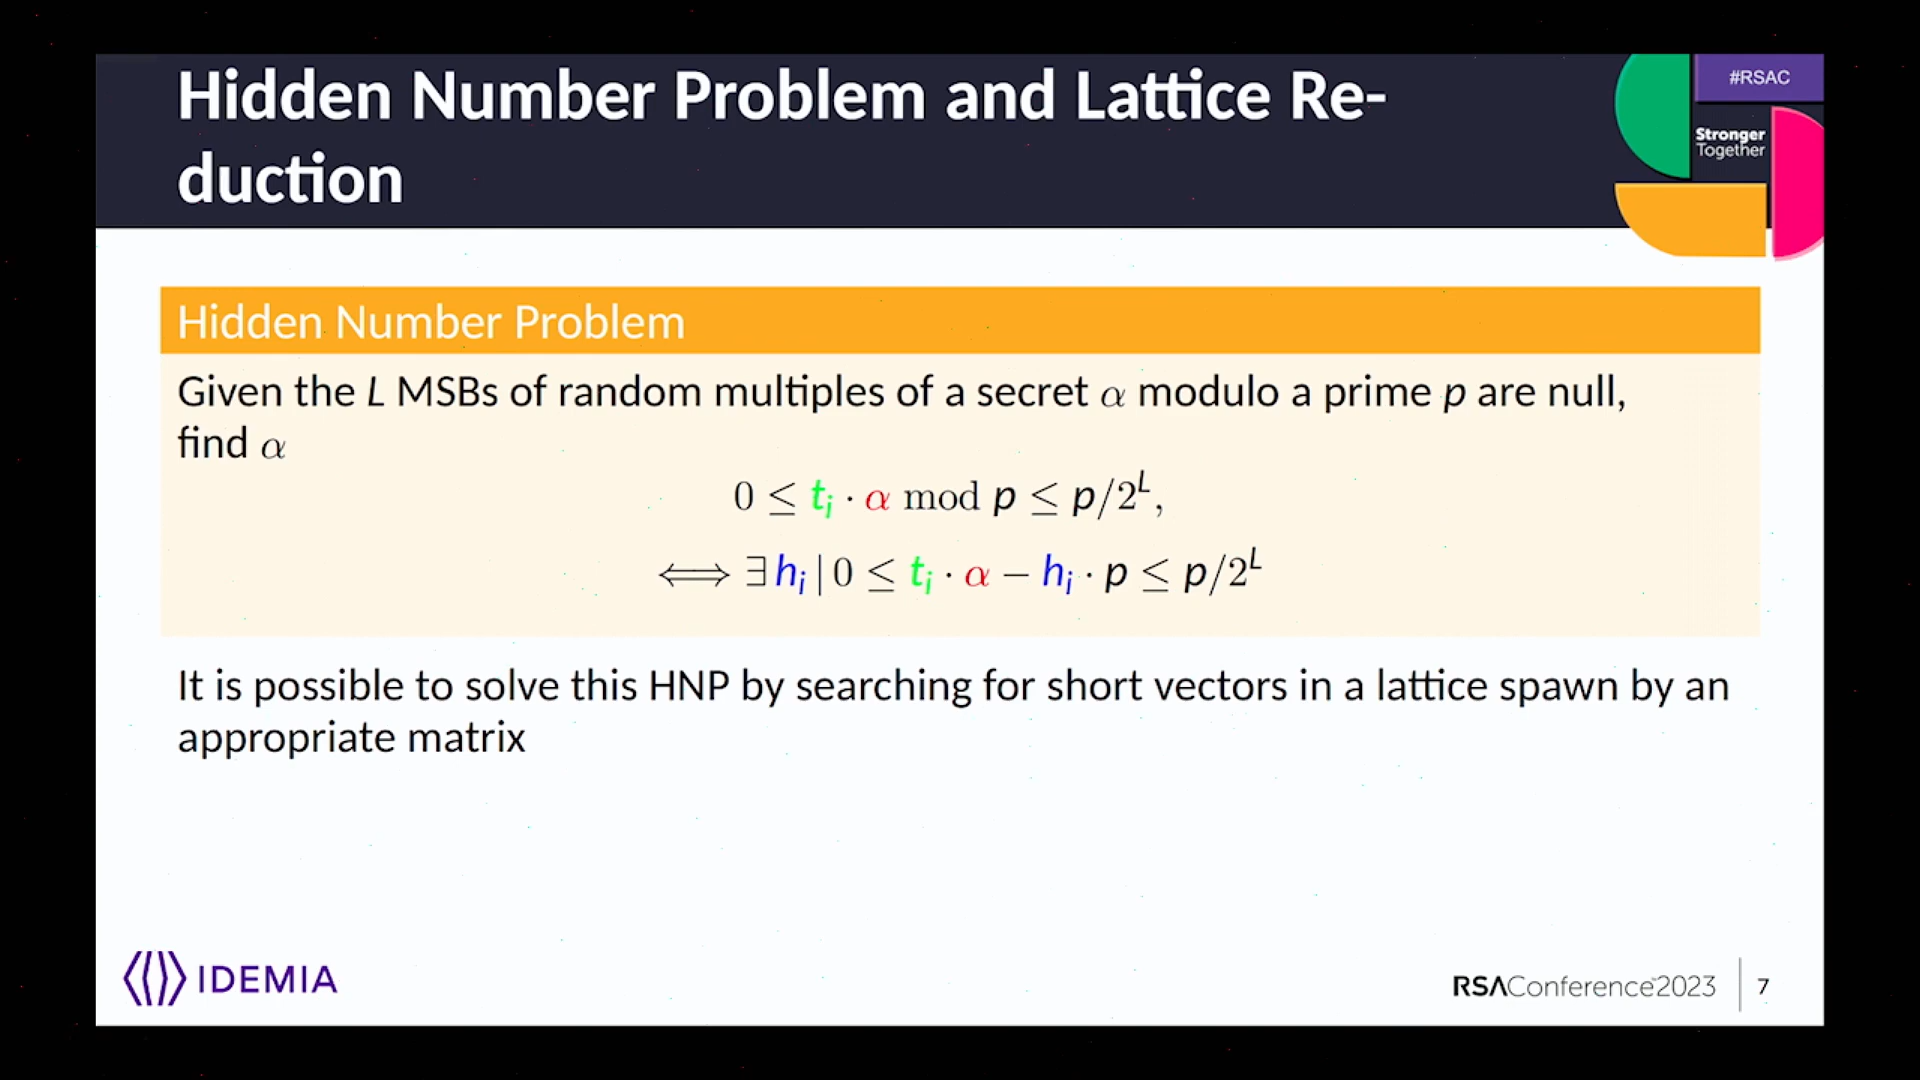 Hidden Number Problem and Lattice Re-
duction
#RSAC
Stronger
Together
Hidden Number Problem
Given the L MSBs of random multiples of a secret α modulo a prime p are null,
find α
0 ≤ t_i · α mod p ≤ p/2^L,
⟺ ∃ h_i | 0 ≤ t_i · α − h_i · p ≤ p/2^L
It is possible to solve this HNP by searching for short vectors in a lattice spawn by an
appropriate matrix
IDEMIA
RSAConference™2023
7